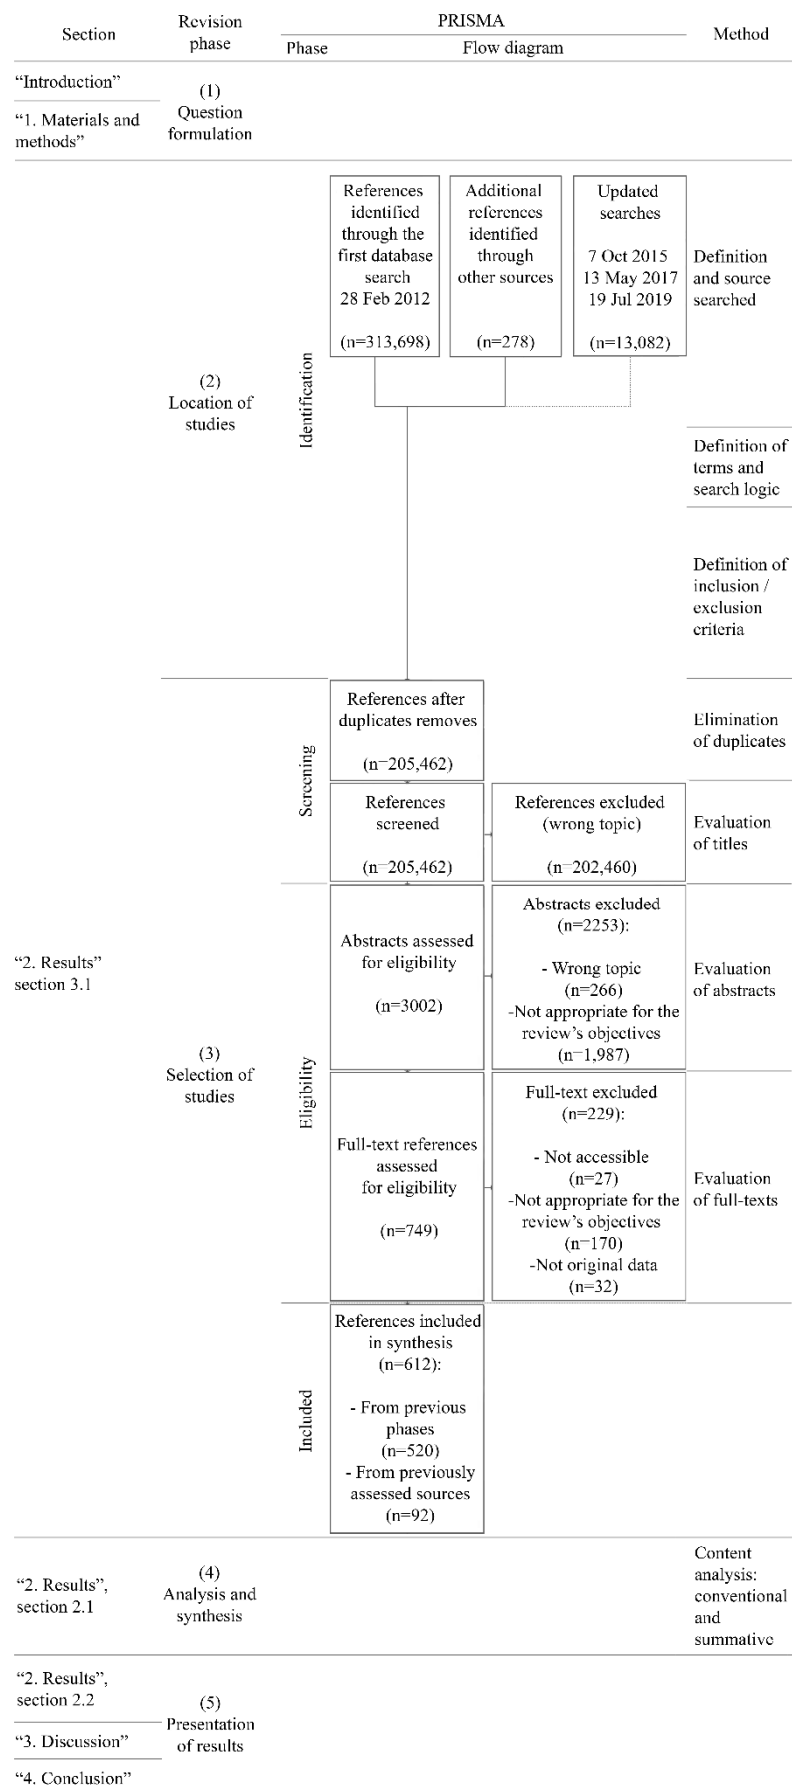 Section
Revision
phase
PRISMA
Phase
Flow diagram
Method
“Introduction”
“1. Materials and
methods”
(1)
Question
formulation
References
identified
through the
first database
search
28 Feb 2012
(n=313,698)
Additional
references
identified
through
other sources
(n=278)
Updated
searches
7 Oct 2015
13 May 2017
19 Jul 2019
(n=13,082)
Definition
and source
searched
(2)
Location of
studies
Identification
Definition of
terms and
search logic
Definition of
inclusion /
exclusion
criteria
References after
duplicates removes
(n=205,462)
Elimination
of duplicates
Screening
References
screened
(n=205,462)
References excluded
(wrong topic)
(n=202,460)
Evaluation
of titles
“2. Results”
section 3.1
(3)
Selection of
studies
Eligibility
Abstracts assessed
for eligibility
(n=3002)
Abstracts excluded
(n=2253):
- Wrong topic
(n=266)
-Not appropriate for the
review’s objectives
(n=1,987)
Evaluation
of abstracts
Full-text references
assessed
for eligibility
(n=749)
Full-text excluded
(n=229):
- Not accessible
(n=27)
-Not appropriate for the
review’s objectives
(n=170)
-Not original data
(n=32)
Evaluation
of full-texts
Included
References included
in synthesis
(n=612):
- From previous
phases
(n=520)
- From previously
assessed sources
(n=92)
“2. Results”,
section 2.1
(4)
Analysis and
synthesis
Content
analysis:
conventional
and
summative
“2. Results”,
section 2.2
“3. Discussion”
“4. Conclusion”
(5)
Presentation
of results